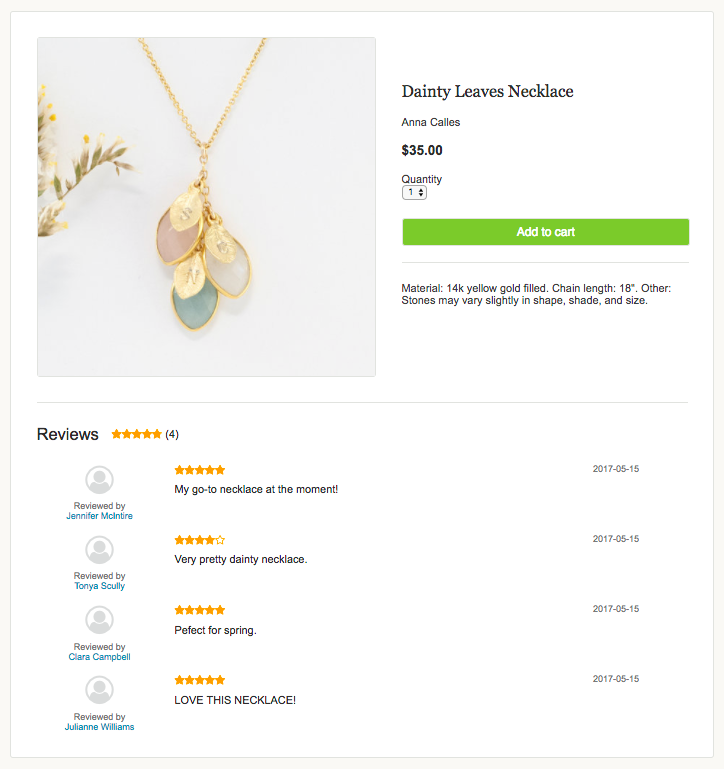 Dainty Leaves Necklace
Anna Calles
$35.00
Quantity
1
Add to cart
Material: 14k yellow gold filled. Chain length: 18". Other:
Stones may vary slightly in shape, shade, and size.
Reviews (4)
2017-05-15
My go-to necklace at the moment!
Reviewed by
Jennifer McIntire
2017-05-15
Very pretty dainty necklace.
Reviewed by
Tonya Scully
2017-05-15
Pefect for spring.
Reviewed by
Clara Campbell
2017-05-15
LOVE THIS NECKLACE!
Reviewed by
Julianne Williams